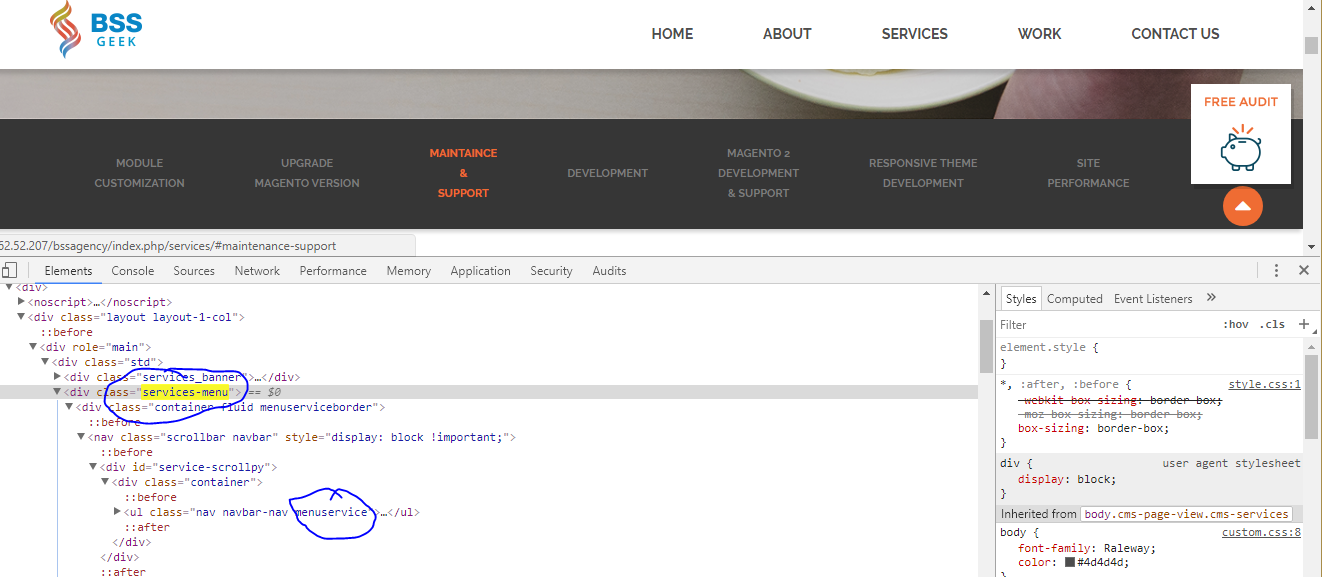 BSS
GEEK
HOME ABOUT SERVICES WORK CONTACT US
FREE AUDIT
MODULE
CUSTOMIZATION
UPGRADE
MAGENTO VERSION
MAINTAINCE
&
SUPPORT
DEVELOPMENT
MAGENTO 2
DEVELOPMENT
& SUPPORT
RESPONSIVE THEME
DEVELOPMENT
SITE
PERFORMANCE
52.52.207/bssagency/index.php/services/#maintenance-support
Elements Console Sources Network Performance Memory Application Security Audits
<div>
<noscript>…</noscript>
<div class="layout layout-1-col">
::before
<div role="main">
<div class="std">
<div class="services_banner">…</div>
<div class="services-menu"> == $0
<div class="container-fluid menuserviceborder">
::before
<nav class="scrollbar navbar" style="display: block !important;">
::before
<div id="service-scrollpy">
<div class="container">
::before
<ul class="nav navbar-nav menuservice">…</ul>
::after
</div>
</div>
::after
Styles Computed Event Listeners »
Filter :hov .cls +
element.style {
}
*, :after, :before { style.css:1
-webkit-box-sizing: border-box;
-moz-box-sizing: border-box;
box-sizing: border-box;
}
div { user agent stylesheet
display: block;
}
Inherited from body.cms-page-view.cms-services
body { custom.css:8
font-family: Raleway;
color: #4d4d4d;